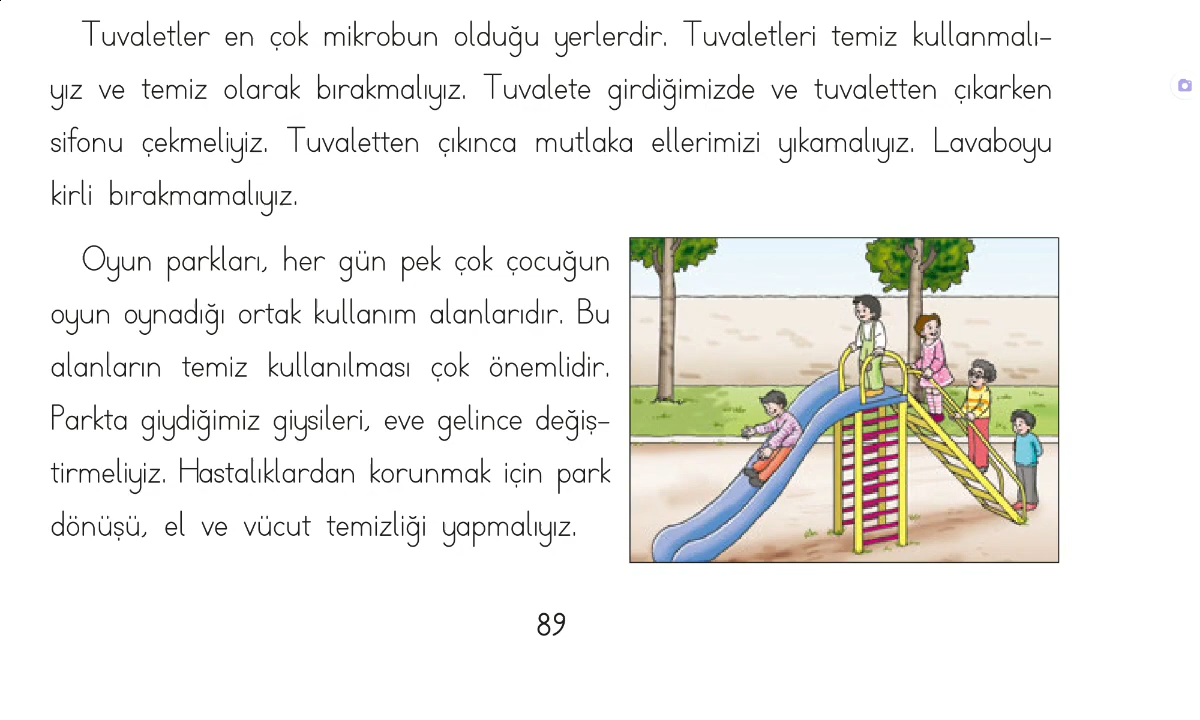 Tuvaletler en çok mikrobun olduğu yerlerdir. Tuvaletleri temiz kullanmalı-
yız ve temiz olarak bırakmalıyız. Tuvalete girdiğimizde ve tuvaletten çıkarken
sifonu çekmeliyiz. Tuvaletten çıkınca mutlaka ellerimizi yıkamalıyız. Lavaboyu
kirli bırakmamalıyız.
Oyun parkları, her gün pek çok çocuğun
oyun oynadığı ortak kullanım alanlarıdır. Bu
alanların temiz kullanılması çok önemlidir.
Parkta giydiğimiz giysileri, eve gelince değiş-
tirmeliyiz. Hastalıklardan korunmak için park
dönüşü, el ve vücut temizliği yapmalıyız.
89